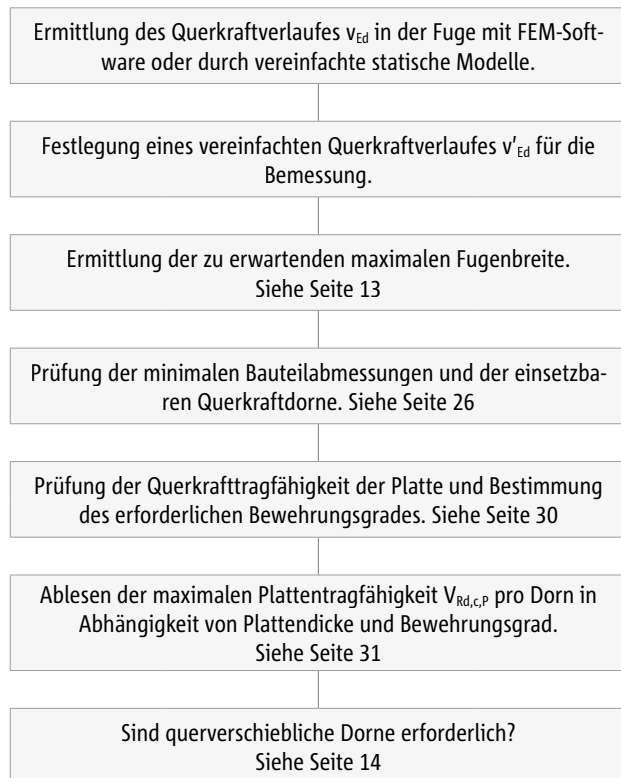 Ermittlung des Querkraftverlaufes v_Ed in der Fuge mit FEM-Soft-
ware oder durch vereinfachte statische Modelle.
Festlegung eines vereinfachten Querkraftverlaufes v'_Ed für die
Bemessung.
Ermittlung der zu erwartenden maximalen Fugenbreite.
Siehe Seite 13
Prüfung der minimalen Bauteilabmessungen und der einsetzba-
ren Querkraftdorne. Siehe Seite 26
Prüfung der Querkrafttragfähigkeit der Platte und Bestimmung
des erforderlichen Bewehrungsgrades. Siehe Seite 30
Ablesen der maximalen Plattentragfähigkeit V_Rd,c,P pro Dorn in
Abhängigkeit von Plattendicke und Bewehrungsgrad.
Siehe Seite 31
Sind querverschiebliche Dorne erforderlich?
Siehe Seite 14